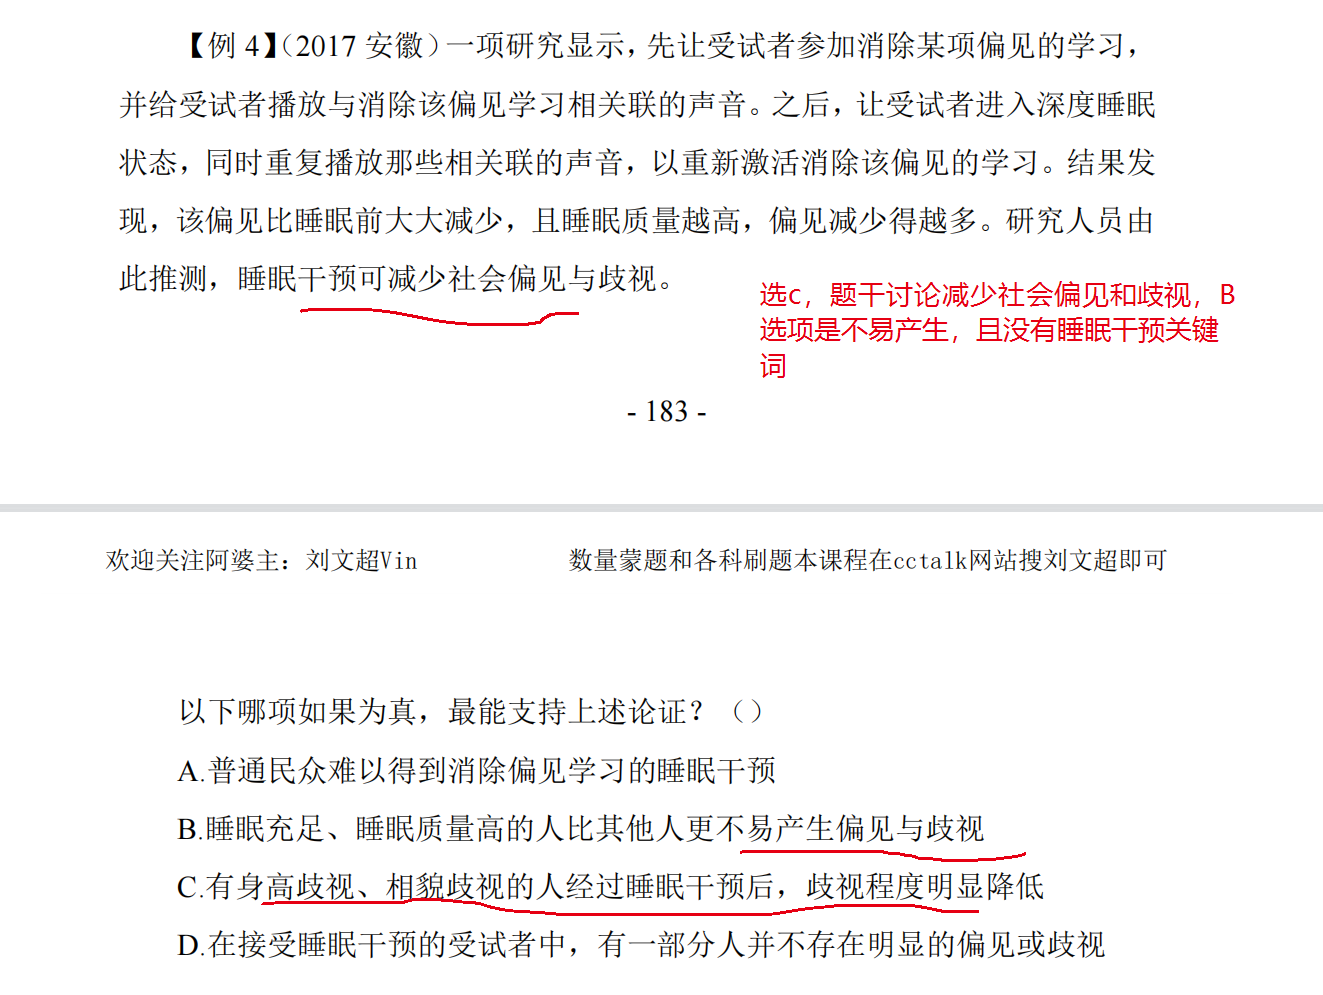 【例 4】（2017 安徽）一项研究显示，先让受试者参加消除某项偏见的学习，
并给受试者播放与消除该偏见学习相关联的声音。之后，让受试者进入深度睡眠
状态，同时重复播放那些相关联的声音，以重新激活消除该偏见的学习。结果发
现，该偏见比睡眠前大大减少，且睡眠质量越高，偏见减少得越多。研究人员由
此推测，睡眠干预可减少社会偏见与歧视。
选c，题干讨论减少社会偏见和歧视，B
选项是不易产生，且没有睡眠干预关键
词
- 183 -
欢迎关注阿婆主：刘文超Vin 数量蒙题和各科刷题本课程在cctalk网站搜刘文超即可
以下哪项如果为真，最能支持上述论证？（）
A.普通民众难以得到消除偏见学习的睡眠干预
B.睡眠充足、睡眠质量高的人比其他人更不易产生偏见与歧视
C.有身高歧视、相貌歧视的人经过睡眠干预后，歧视程度明显降低
D.在接受睡眠干预的受试者中，有一部分人并不存在明显的偏见或歧视